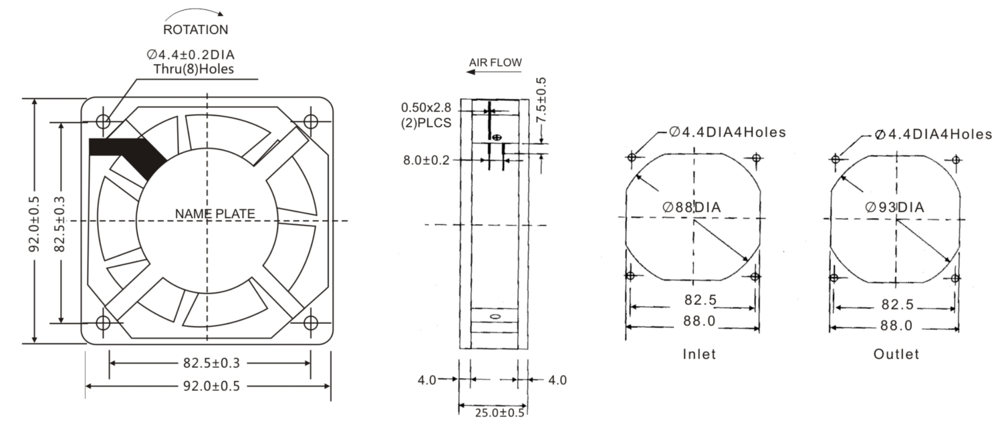 ROTATION
Ø4.4±0.2DIA
Thru(8)Holes
92.0±0.5
82.5±0.3
NAME PLATE
82.5±0.3
92.0±0.5
AIR FLOW
0.50x2.8
(2)PLCS
7.5±0.5
8.0±0.2
4.0
4.0
25.0±0.5
Ø4.4DIA4Holes
Ø88DIA
82.5
88.0
Inlet
Ø4.4DIA4Holes
Ø93DIA
82.5
88.0
Outlet